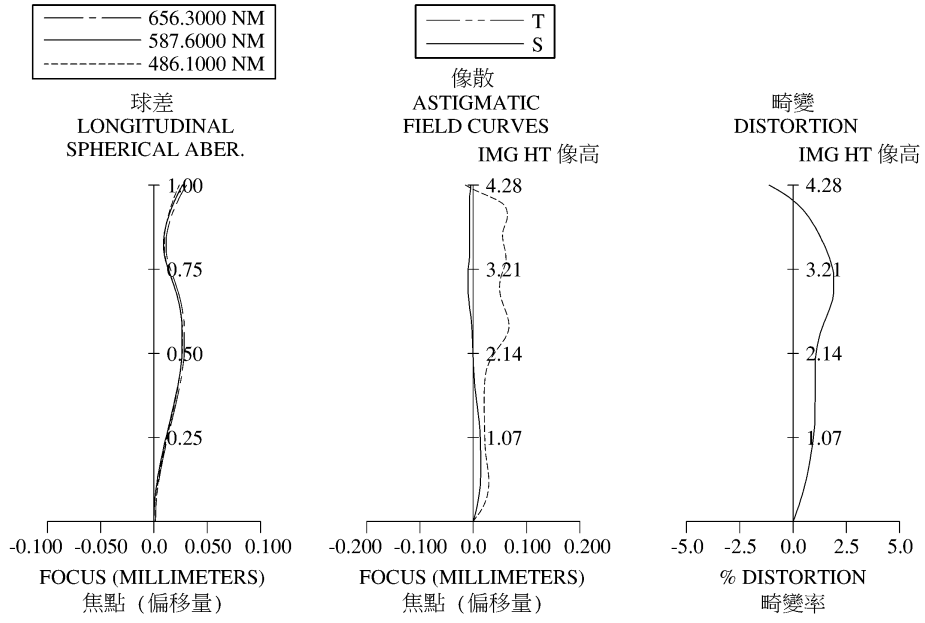 656.3000 NM
587.6000 NM
486.1000 NM
球差
LONGITUDINAL
SPHERICAL ABER.
1.00
0.75
0.50
0.25
-0.100 -0.050 0.0 0.050 0.100
FOCUS (MILLIMETERS)
焦點 (偏移量)
T
S
像散
ASTIGMATIC
FIELD CURVES
IMG HT 像高
4.28
3.21
2.14
1.07
-0.200 -0.100 0.0 0.100 0.200
FOCUS (MILLIMETERS)
焦點 (偏移量)
畸變
DISTORTION
IMG HT 像高
4.28
3.21
2.14
1.07
-5.0 -2.5 0.0 2.5 5.0
% DISTORTION
畸變率